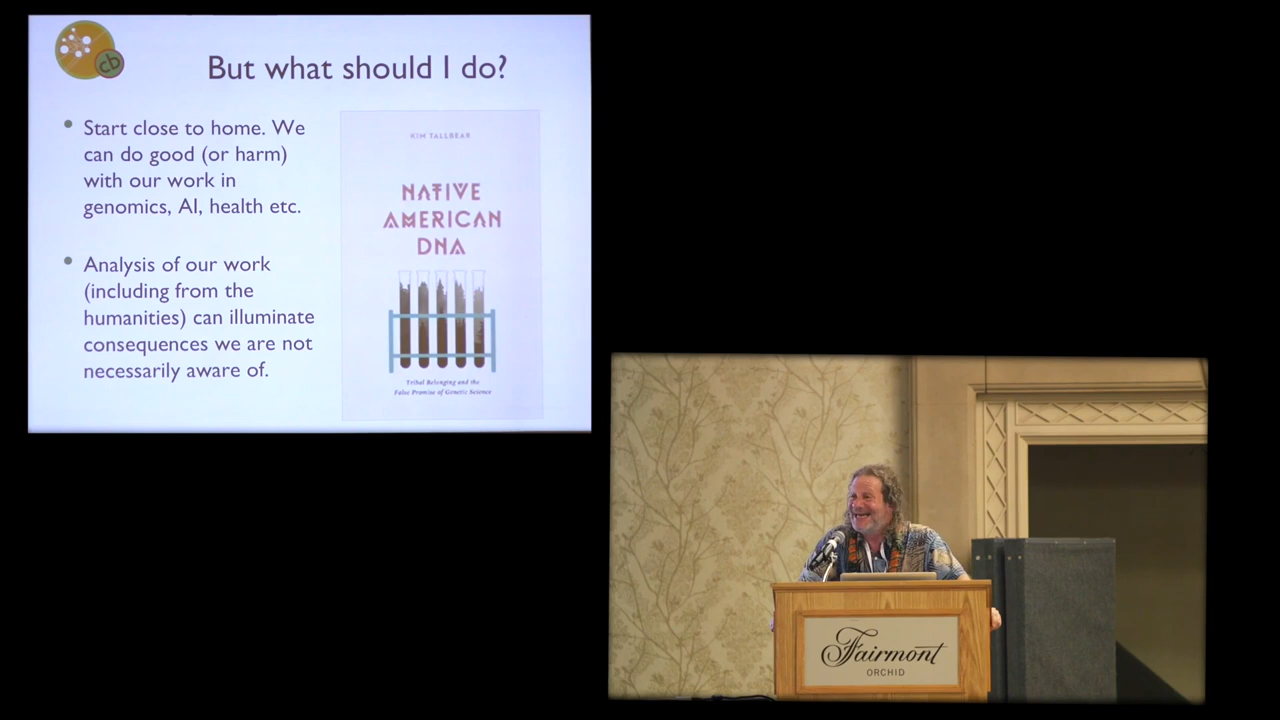 cb
But what should I do?
• Start close to home. We
can do good (or harm)
with our work in
genomics, AI, health etc.
• Analysis of our work
(including from the
humanities) can illuminate
consequences we are not
necessarily aware of.
KIM TALLBEAR
NATIVE
AMERICAN
DNA
Tribal Belonging and the
False Promise of Genetic Science
Fairmont
ORCHID